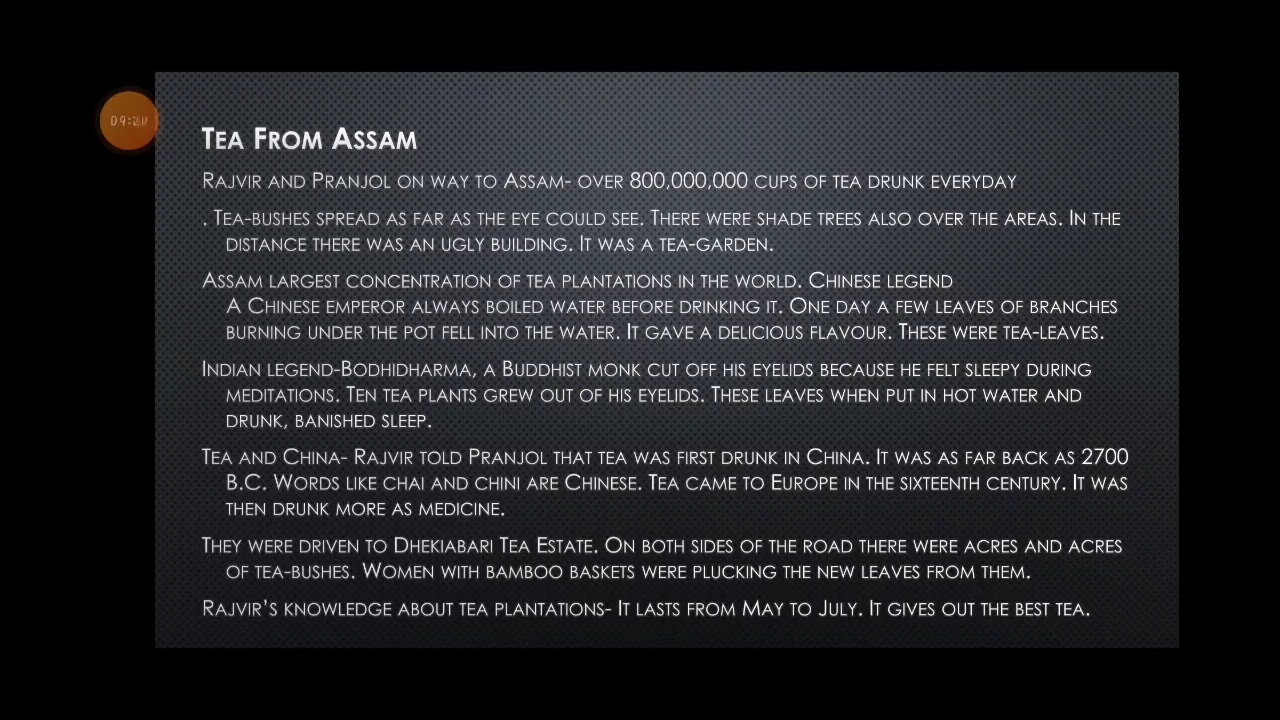 09:20
Tea From Assam
Rajvir and Pranjol on way to Assam- over 800,000,000 cups of tea drunk everyday
. Tea-bushes spread as far as the eye could see. There were shade trees also over the areas. In the
distance there was an ugly building. It was a tea-garden.
Assam largest concentration of tea plantations in the world. Chinese legend
A Chinese emperor always boiled water before drinking it. One day a few leaves of branches
burning under the pot fell into the water. It gave a delicious flavour. These were tea-leaves.
Indian legend-Bodhidharma, a Buddhist monk cut off his eyelids because he felt sleepy during
meditations. Ten tea plants grew out of his eyelids. These leaves when put in hot water and
drunk, banished sleep.
Tea and China- Rajvir told Pranjol that tea was first drunk in China. It was as far back as 2700
B.C. Words like chai and chini are Chinese. Tea came to Europe in the sixteenth century. It was
then drunk more as medicine.
They were driven to Dhekiabari Tea Estate. On both sides of the road there were acres and acres
of tea-bushes. Women with bamboo baskets were plucking the new leaves from them.
Rajvir's knowledge about tea plantations- It lasts from May to July. It gives out the best tea.